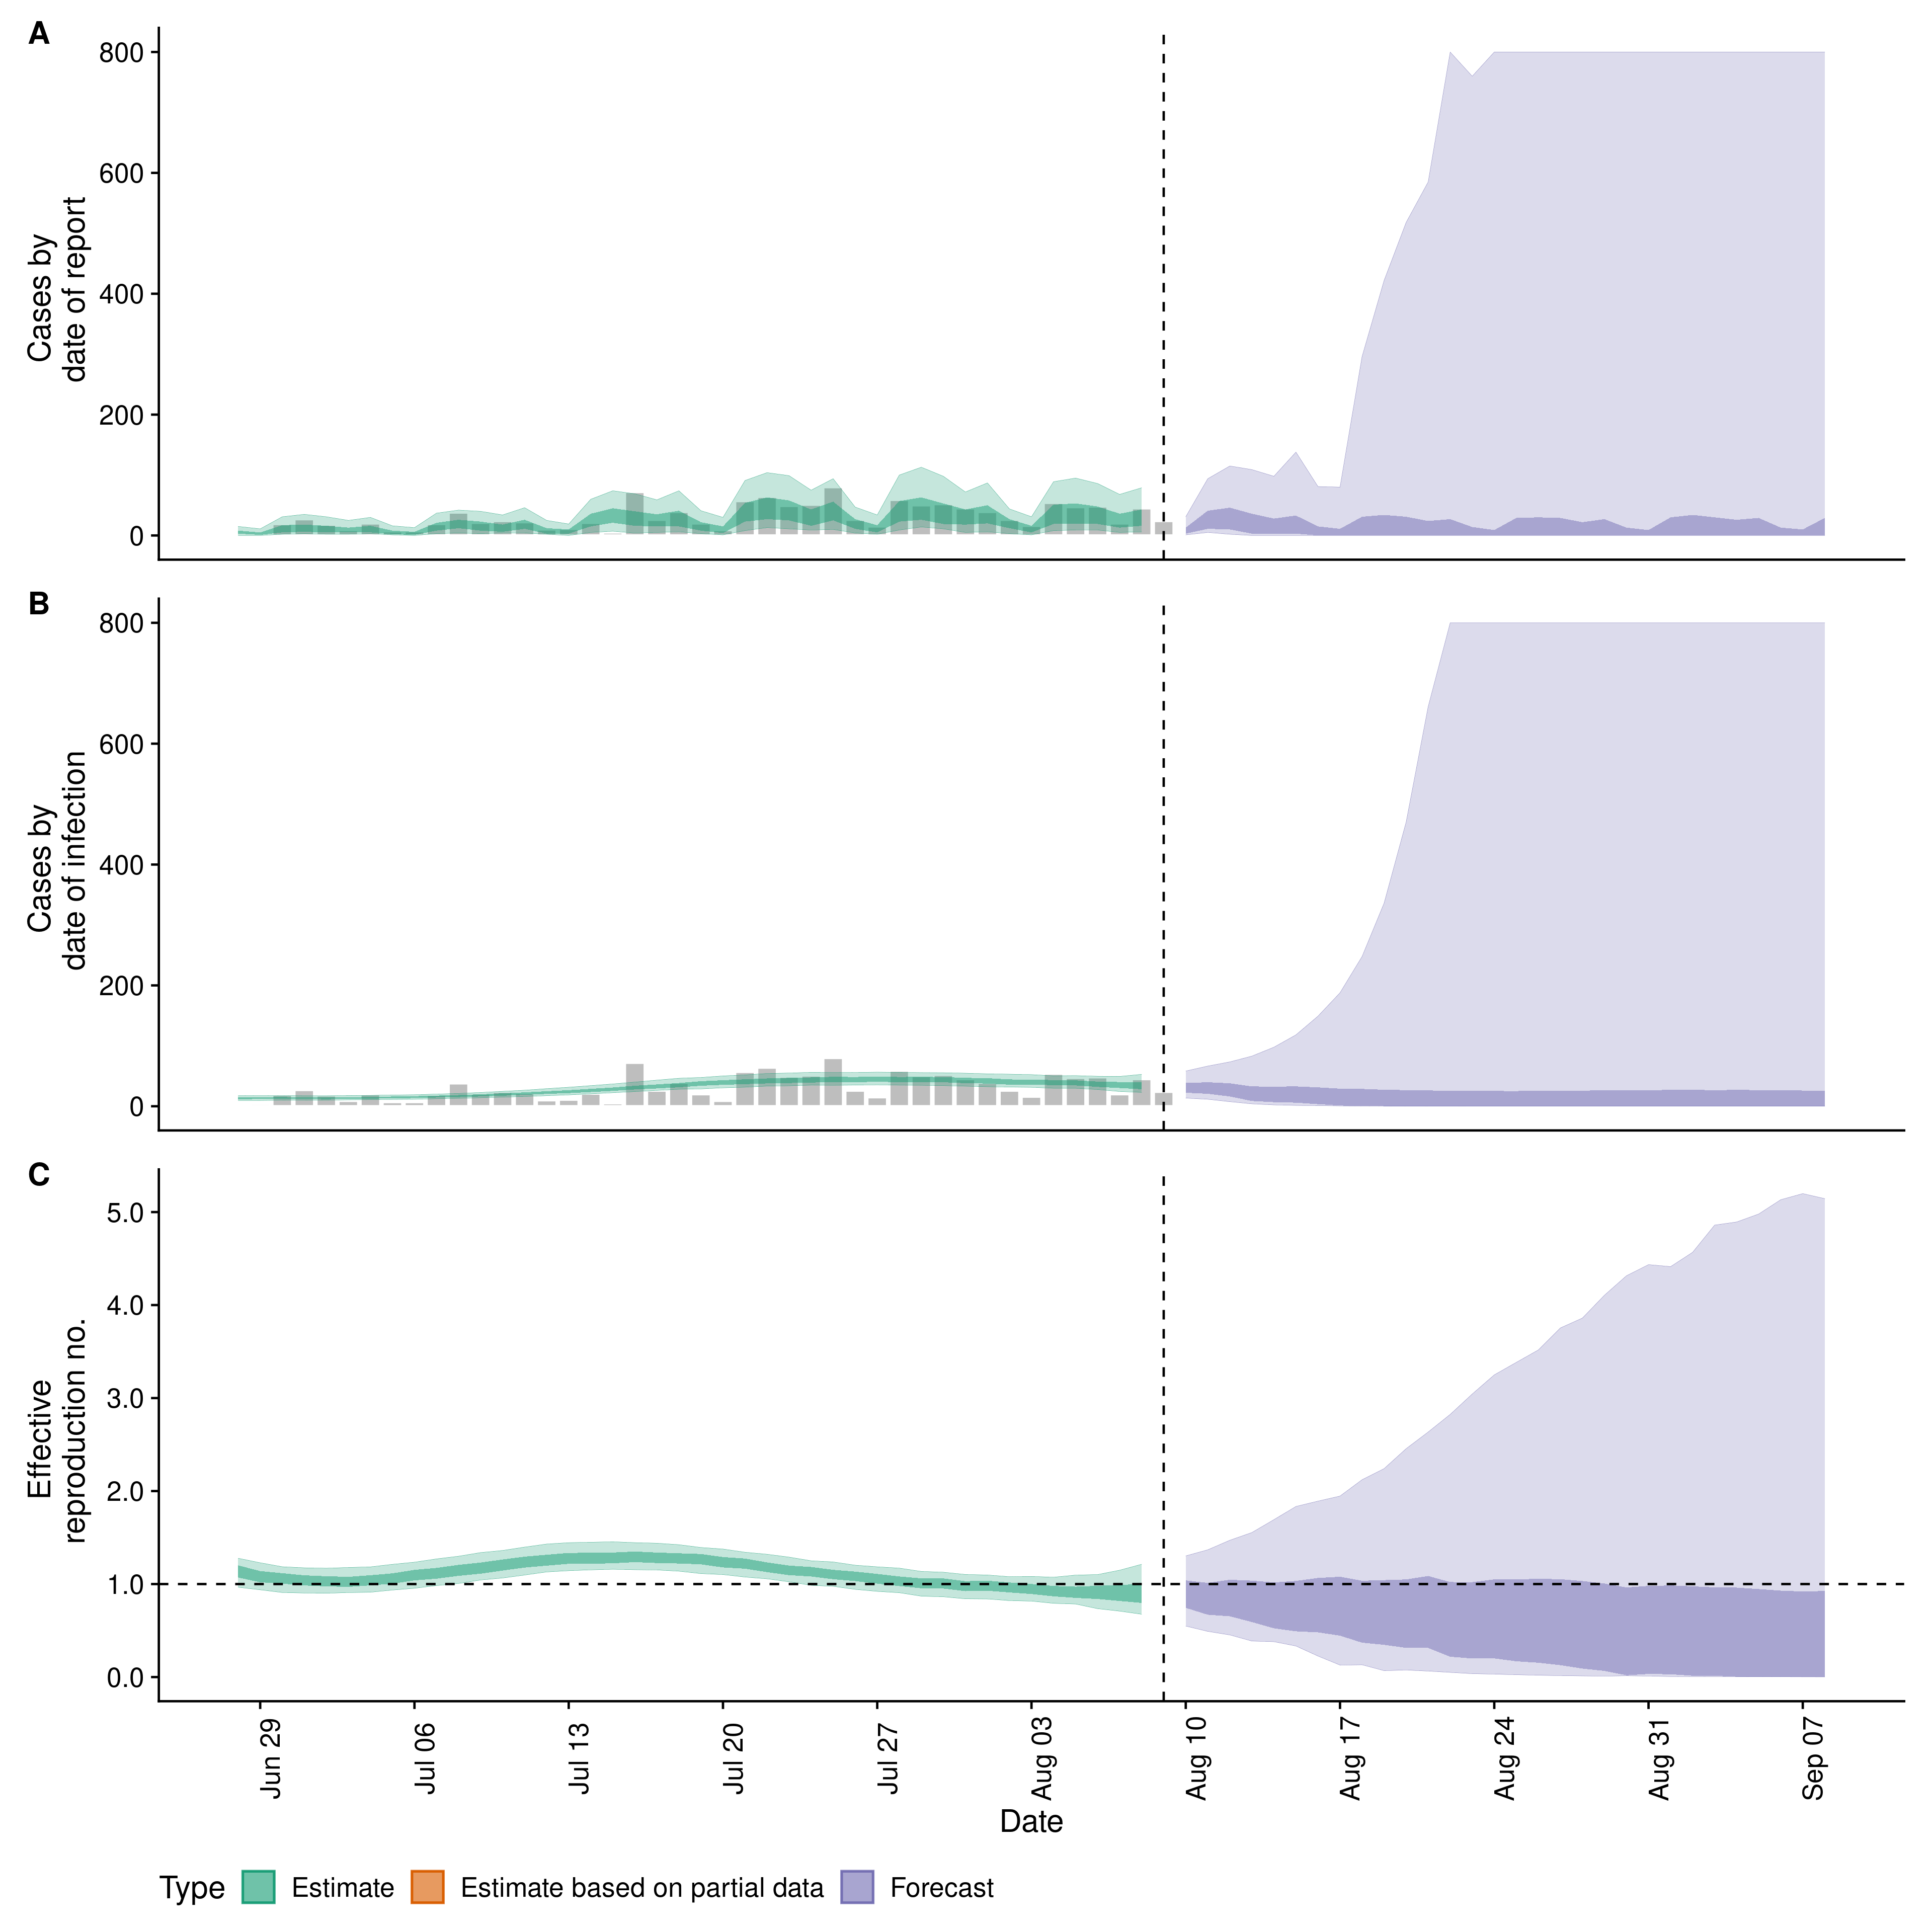 A
800
600
400
200
0
Cases by
date of report
B
800
600
400
200
0
Cases by
date of infection
C
5.0
4.0
3.0
2.0
1.0
0.0
Effective
reproduction no.
Jun 29
Jul 06
Jul 13
Jul 20
Jul 27
Aug 03
Aug 10
Aug 17
Aug 24
Aug 31
Sep 07
Date
Type Estimate Estimate based on partial data Forecast